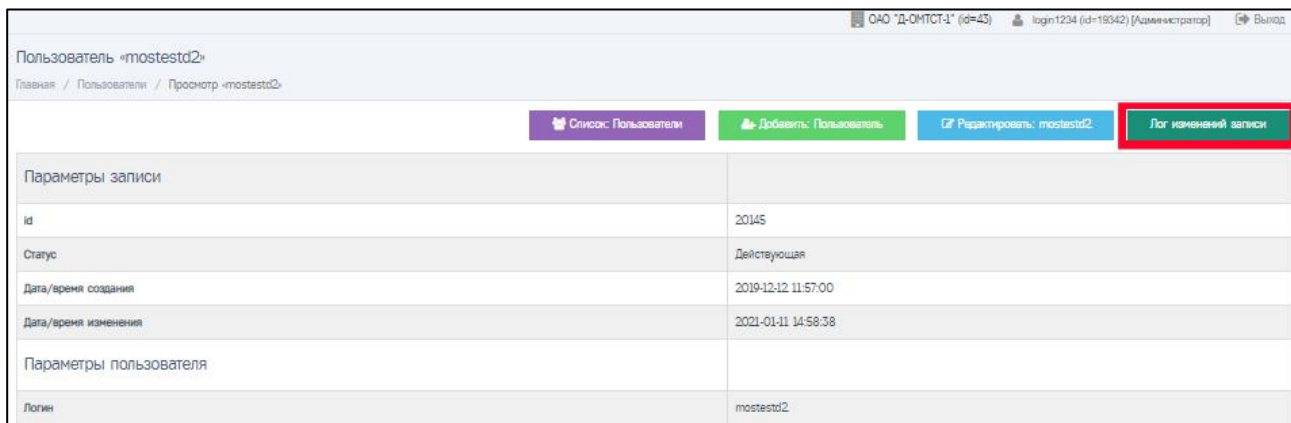 ОАО "Д-ОМТСТ-1" (id=43) login1234 (id=19342) [Администратор] Выход
Пользователь «mostestd2»
Главная / Пользователи / Просмотр «mostestd2»
Список: Пользователи Добавить: Пользователь Редактировать: mostestd2 Лог изменений записи
Параметры записи
id 20145
Статус Действующая
Дата/время создания 2019-12-12 11:57:00
Дата/время изменения 2021-01-11 14:58:38
Параметры пользователя
Логин mostestd2